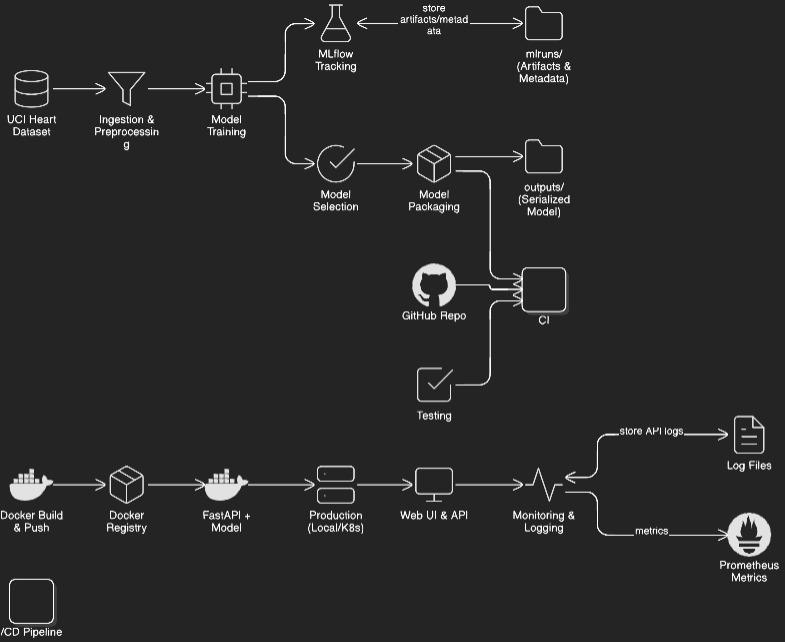 store
artifacts/metad
ata
MLflow
Tracking
mlruns/
(Artifacts &
Metadata)
UCI Heart
Dataset
Ingestion &
Preprocessin
g
Model
Training
Model
Selection
Model
Packaging
outputs/
(Serialized
Model)
GitHub Repo
CI
Testing
store API logs
Log Files
Docker Build
& Push
Docker
Registry
FastAPI +
Model
Production
(Local/K8s)
Web UI & API
Monitoring &
Logging
metrics
Prometheus
Metrics
/CD Pipeline